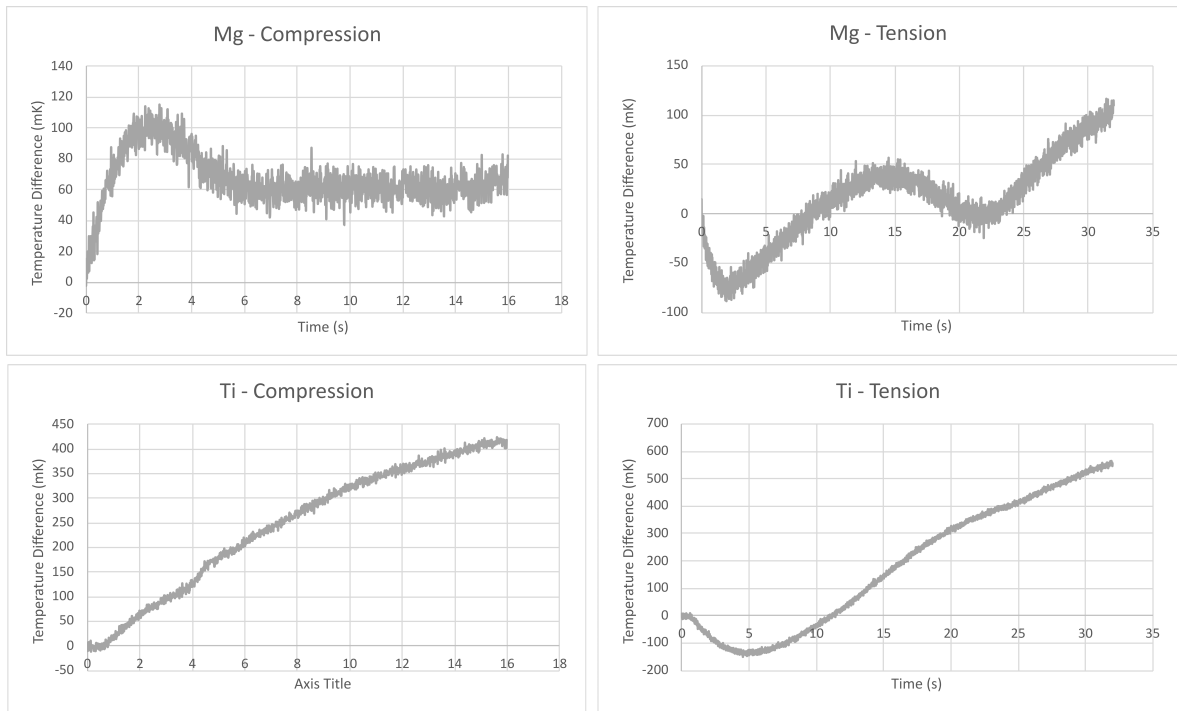 Mg - Compression
Temperature Difference (mK)
140
120
100
80
60
40
20
0
-20
0 2 4 6 8 10 12 14 16 18
Time (s)
Mg - Tension
Temperature Difference (mK)
150
100
50
0
-50
-100
0 5 10 15 20 25 30 35
Time (s)
Ti - Compression
Temperature Difference (mK)
450
400
350
300
250
200
150
100
50
0
-50
0 2 4 6 8 10 12 14 16 18
Axis Title
Ti - Tension
Temperature Difference (mK)
700
600
500
400
300
200
100
0
-100
-200
0 5 10 15 20 25 30 35
Time (s)